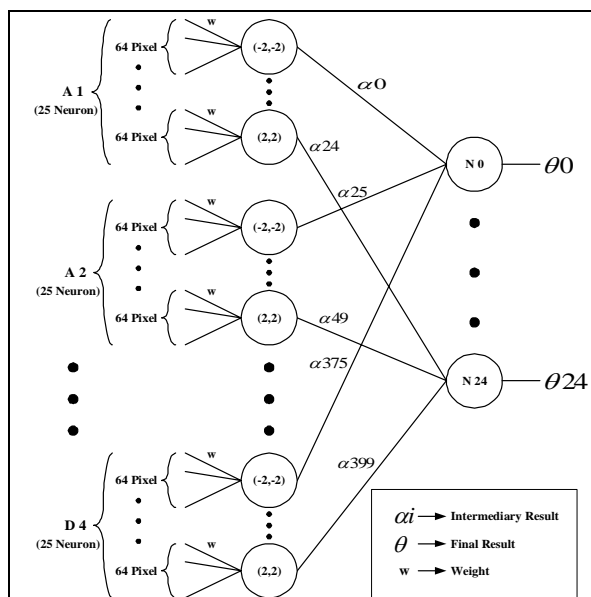 w
64 Pixel
(-2,-2)
α0
A 1
(25 Neuron)
64 Pixel
w
(2,2)
α24
N 0
θ0
α25
w
64 Pixel
(-2,-2)
A 2
(25 Neuron)
64 Pixel
w
(2,2)
α49
α375
N 24
θ24
w
64 Pixel
(-2,-2)
α399
D 4
(25 Neuron)
64 Pixel
w
(2,2)
αi Intermediary Result
θ Final Result
w Weight